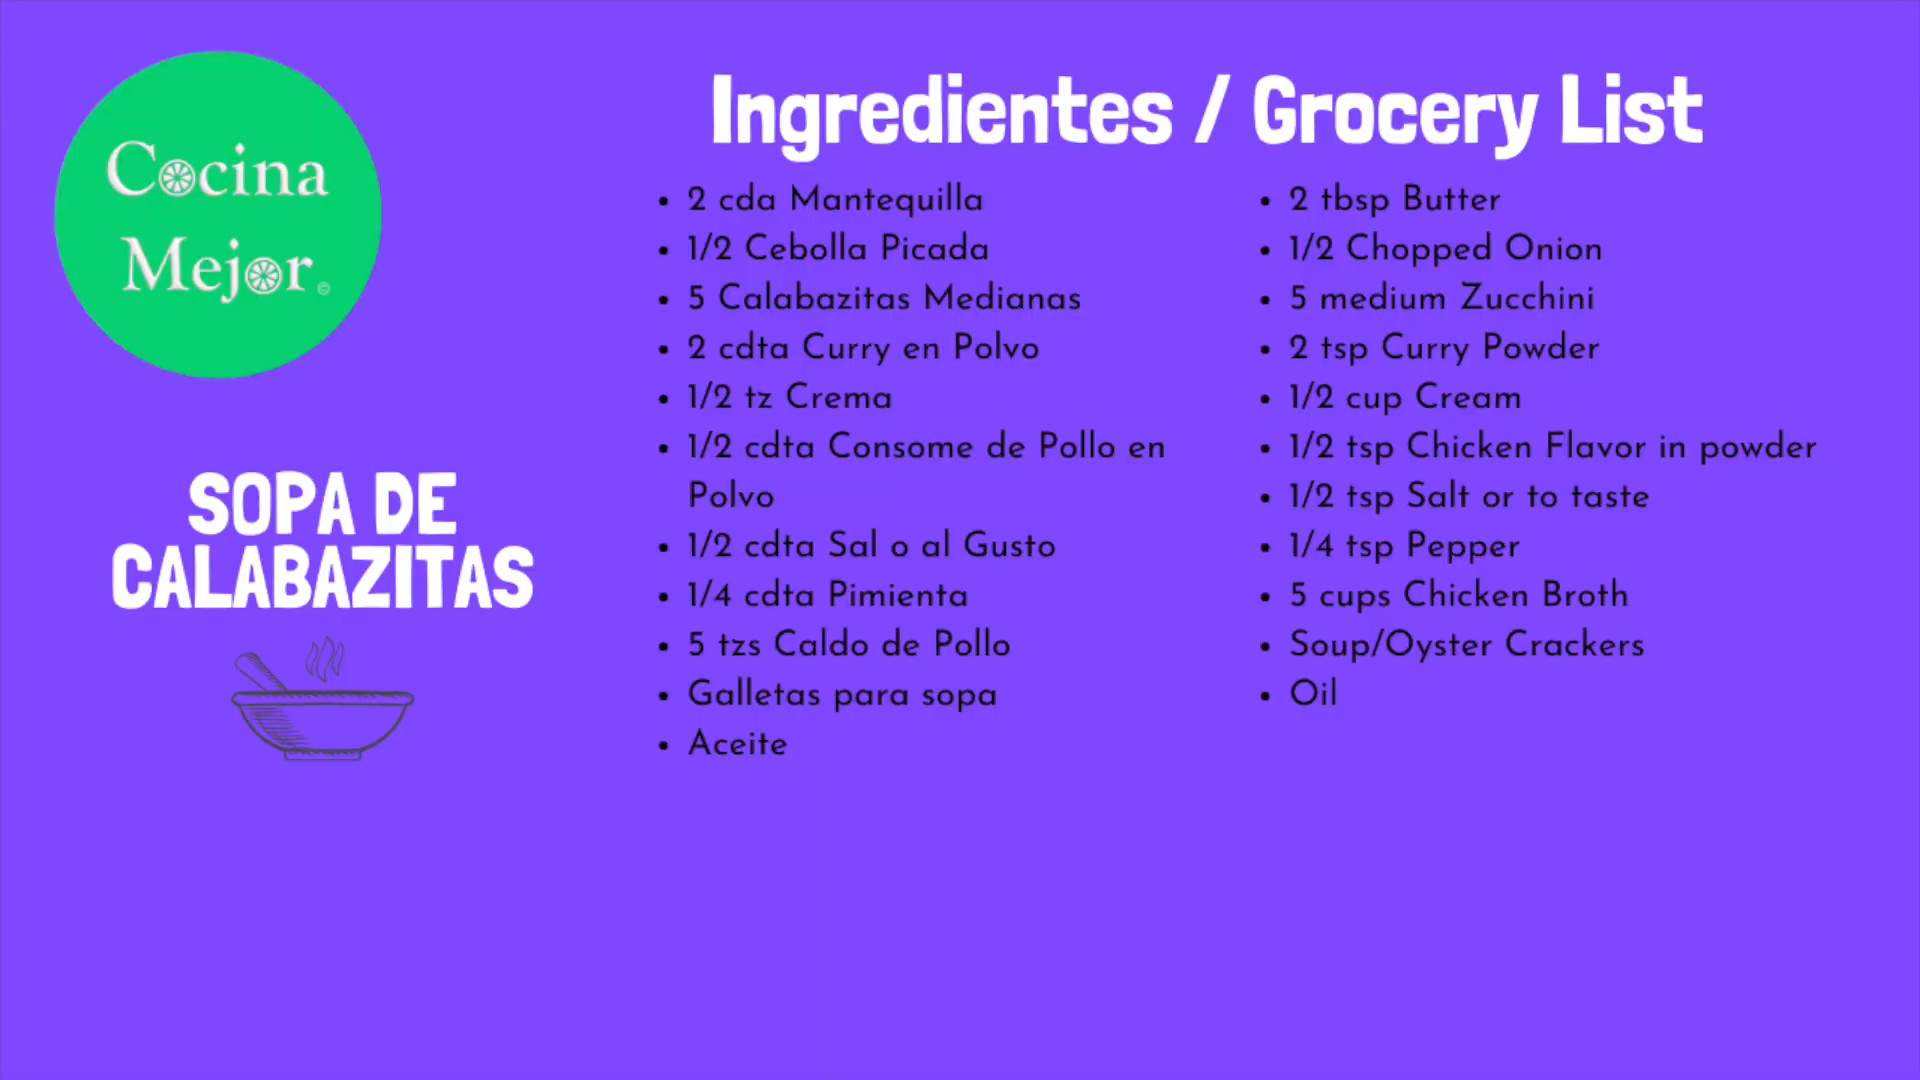 Cocina
Mejor ©
SOPA DE
CALABAZITAS
Ingredientes / Grocery List
• 2 cda Mantequilla
• 1/2 Cebolla Picada
• 5 Calabazitas Medianas
• 2 cdta Curry en Polvo
• 1/2 tz Crema
• 1/2 cdta Consome de Pollo en
Polvo
• 1/2 cdta Sal o al Gusto
• 1/4 cdta Pimienta
• 5 tzs Caldo de Pollo
• Galletas para sopa
• Aceite
• 2 tbsp Butter
• 1/2 Chopped Onion
• 5 medium Zucchini
• 2 tsp Curry Powder
• 1/2 cup Cream
• 1/2 tsp Chicken Flavor in powder
• 1/2 tsp Salt or to taste
• 1/4 tsp Pepper
• 5 cups Chicken Broth
• Soup/Oyster Crackers
• Oil